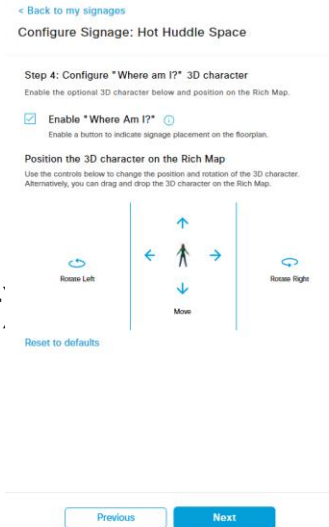 < Back to my signages
Configure Signage: Hot Huddle Space
Step 4: Configure "Where am I?" 3D character
Enable the optional 3D character below and position on the Rich Map.
Enable "Where Am I?"
Enable a button to indicate signage placement on the floorplan.
Position the 3D character on the Rich Map
Use the controls below to change the position and rotation of the 3D character.
Alternatively, you can drag and drop the 3D character on the Rich Map.
Rotate Left
Rotate Right
Move
Reset to defaults
Previous
Next